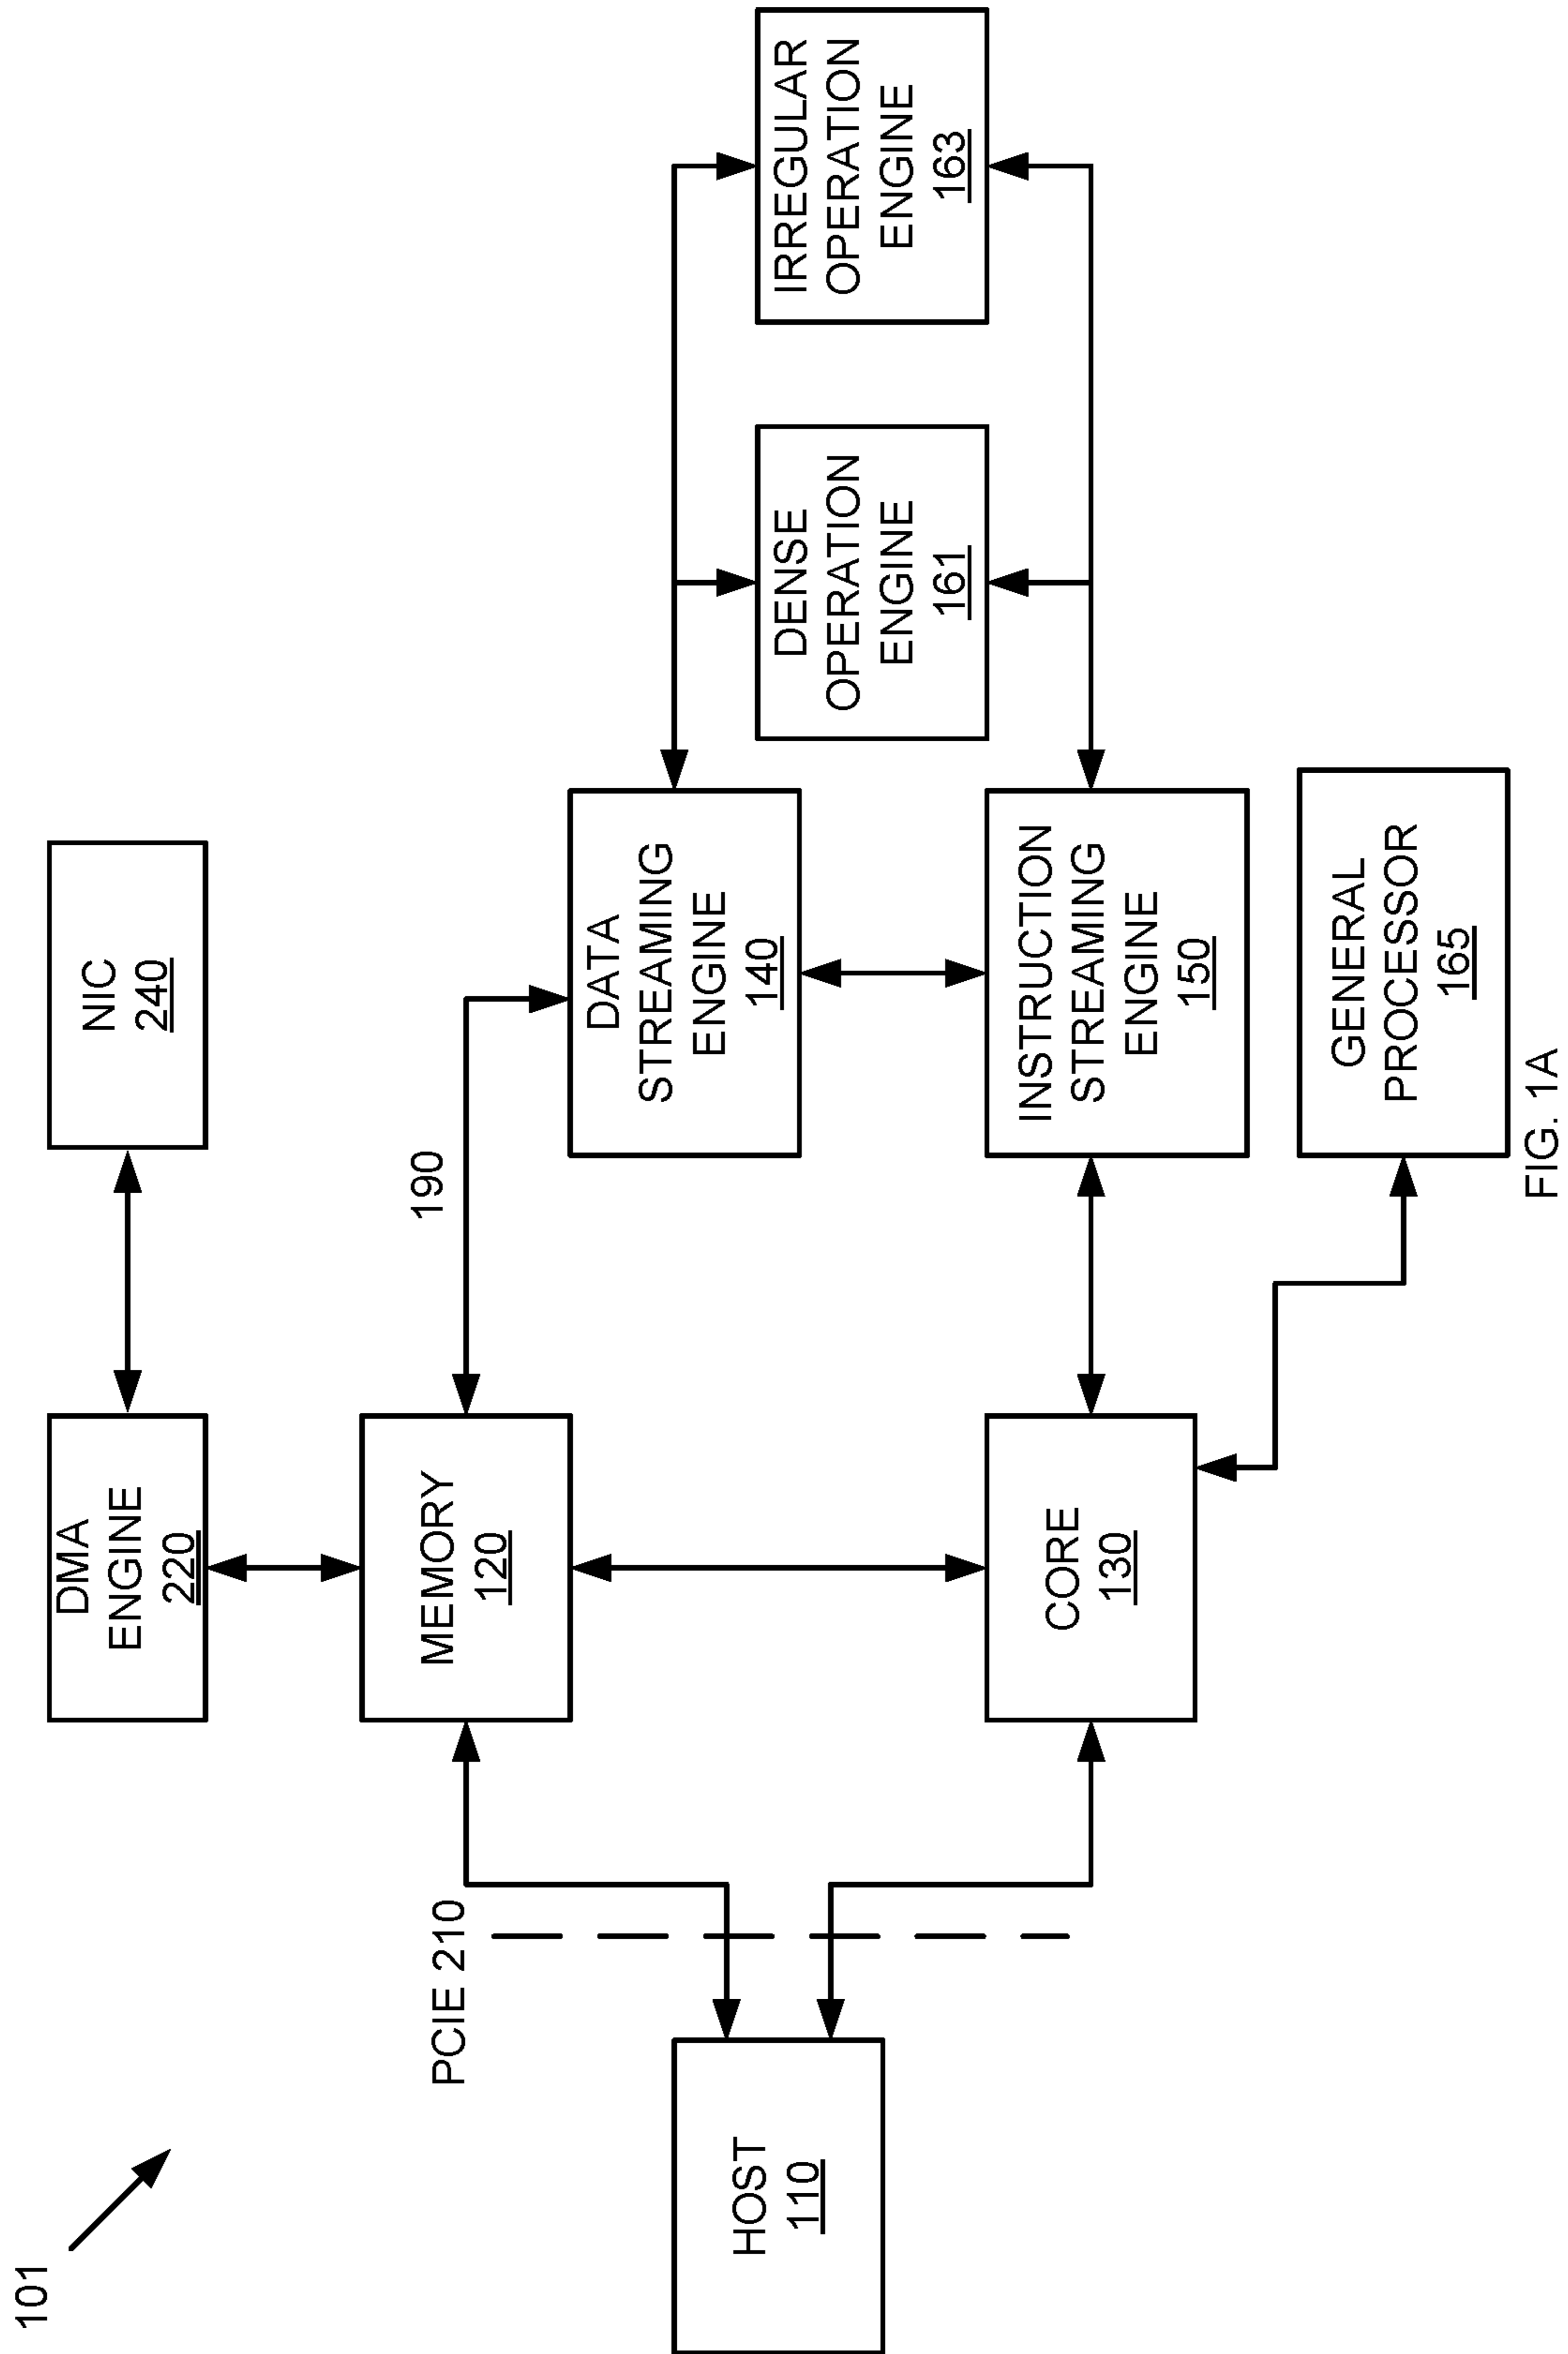 101
DMA
ENGINE
220
NIC
240
PCIE 210
MEMORY
120
190
HOST
110
DATA
STREAMING
ENGINE
140
DENSE
OPERATION
ENGINE
161
IRREGULAR
OPERATION
ENGINE
163
CORE
130
INSTRUCTION
STREAMING
ENGINE
150
GENERAL
PROCESSOR
165
FIG. 1A